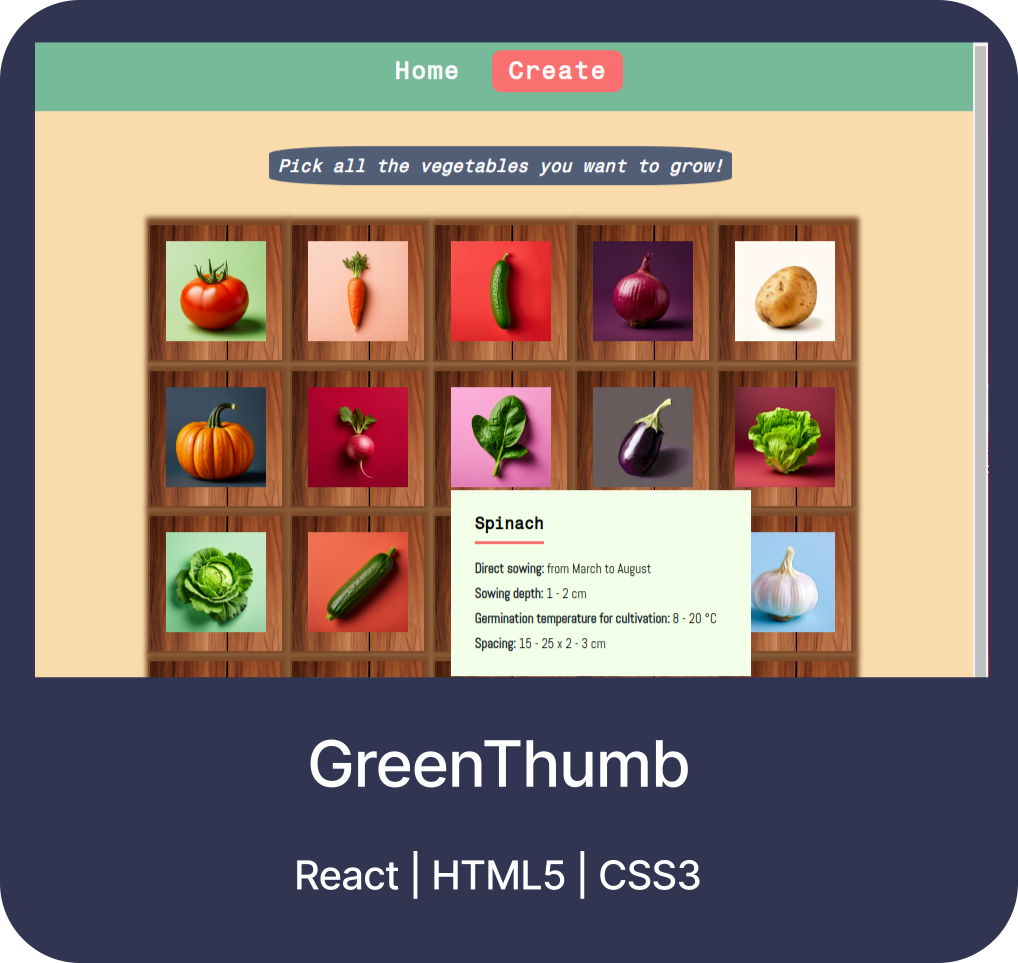 Home Create
Pick all the vegetables you want to grow!
Spinach
Direct sowing: from March to August
Sowing depth: 1 - 2 cm
Germination temperature for cultivation: 8 - 20 °C
Spacing: 15 - 25 x 2 - 3 cm
GreenThumb
React | HTML5 | CSS3